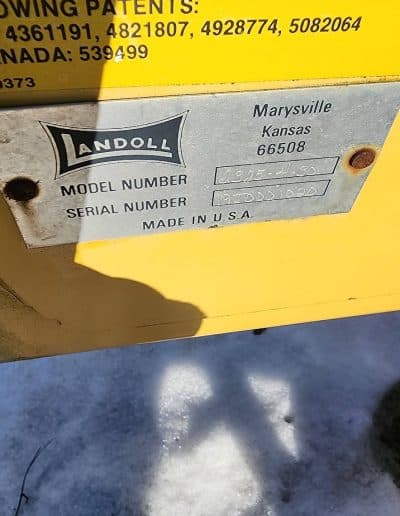 OWING PATENTS:
4361191, 4821807, 4928774, 5082064
NADA: 539499
0373
LANDOLL
Marysville
Kansas
66508
MODEL NUMBER
SERIAL NUMBER
MADE IN U.S.A.